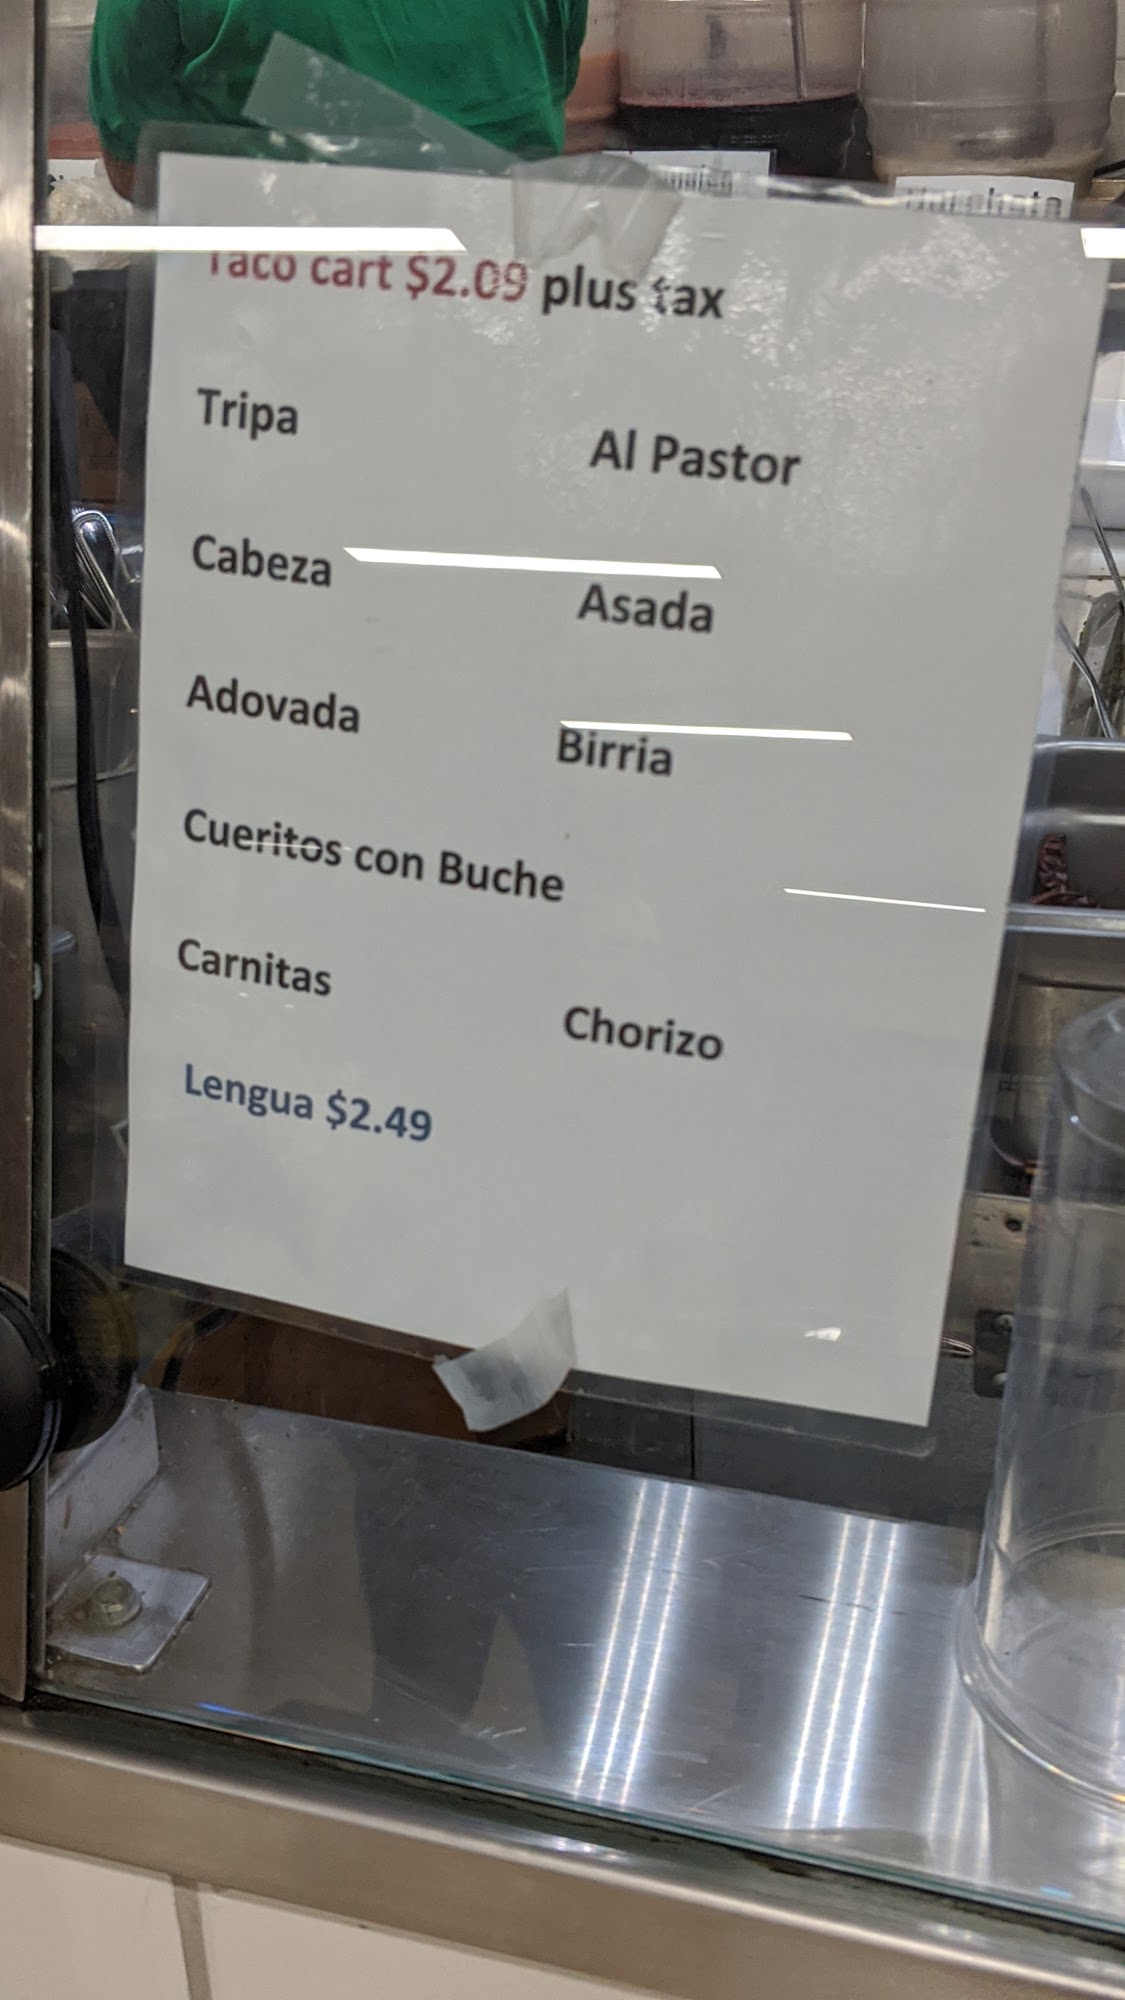 Taco cart $2.09 plus tax
Tripa
Al Pastor
Cabeza
Asada
Adovada
Birria
Cueritos con Buche
Carnitas
Chorizo
Lengua $2.49